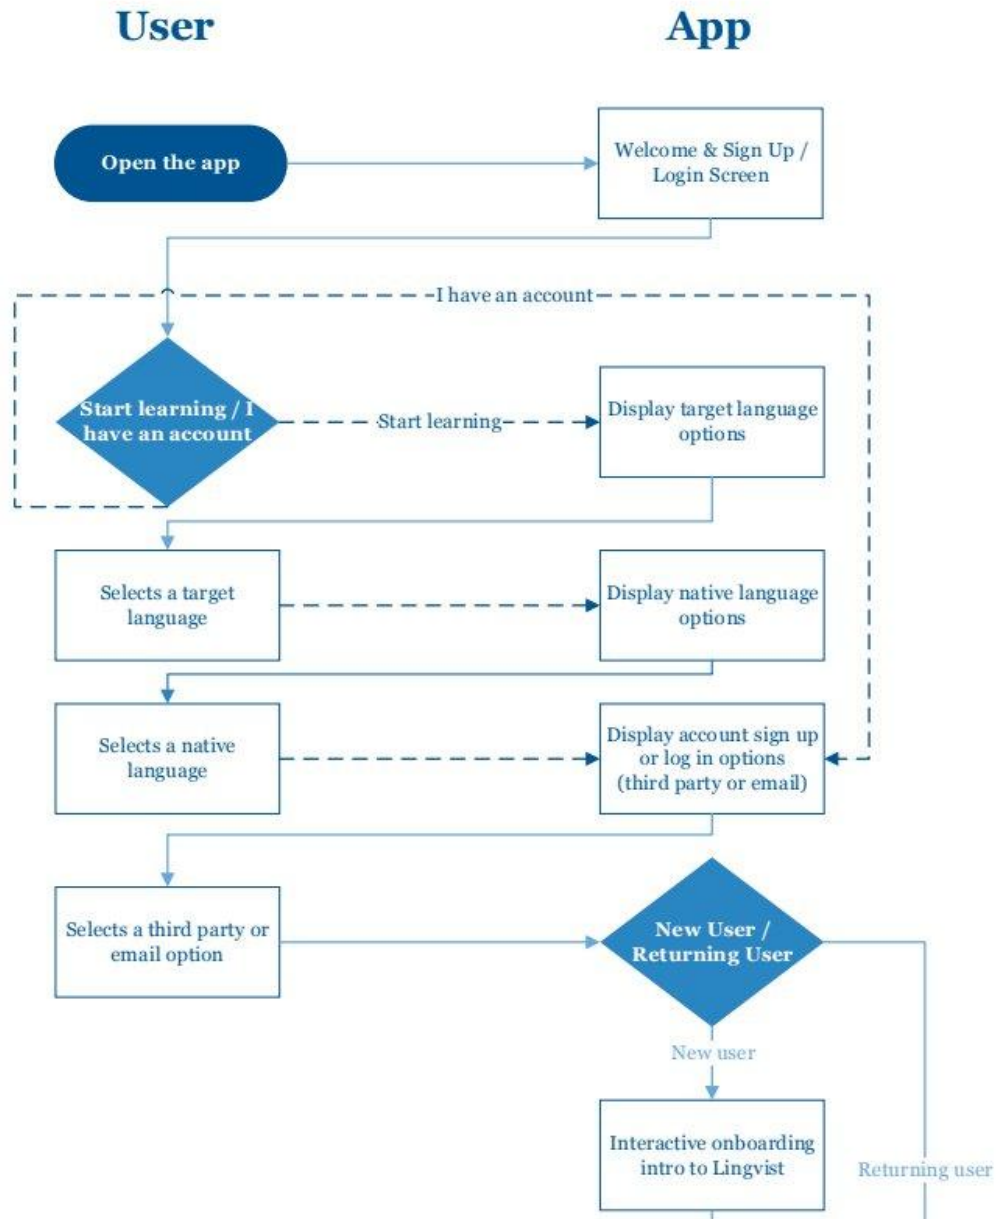 User
App
Open the app
Welcome & Sign Up /
Login Screen
I have an account
Start learning / I
have an account
Start learning
Display target language
options
Selects a target
language
Display native language
options
Selects a native
language
Display account sign up
or log in options
(third party or email)
Selects a third party or
email option
New User /
Returning User
New user
Interactive onboarding
intro to Lingvist
Returning user